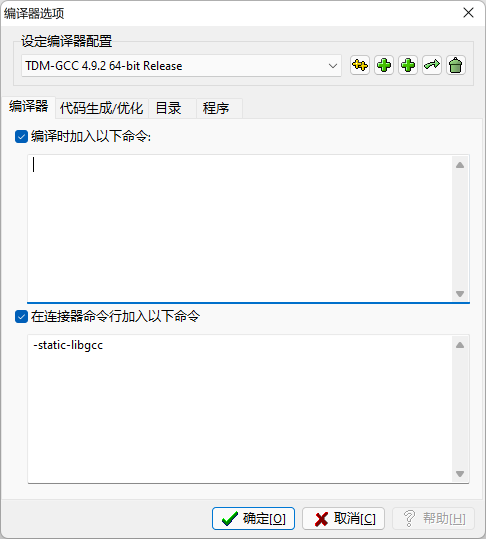 编译器选项
设定编译器配置
TDM-GCC 4.9.2 64-bit Release
编译器 代码生成/优化 目录 程序
编译时加入以下命令:
在连接器命令行加入以下命令
-static-libgcc
确定[O] 取消[C] 帮助[H]